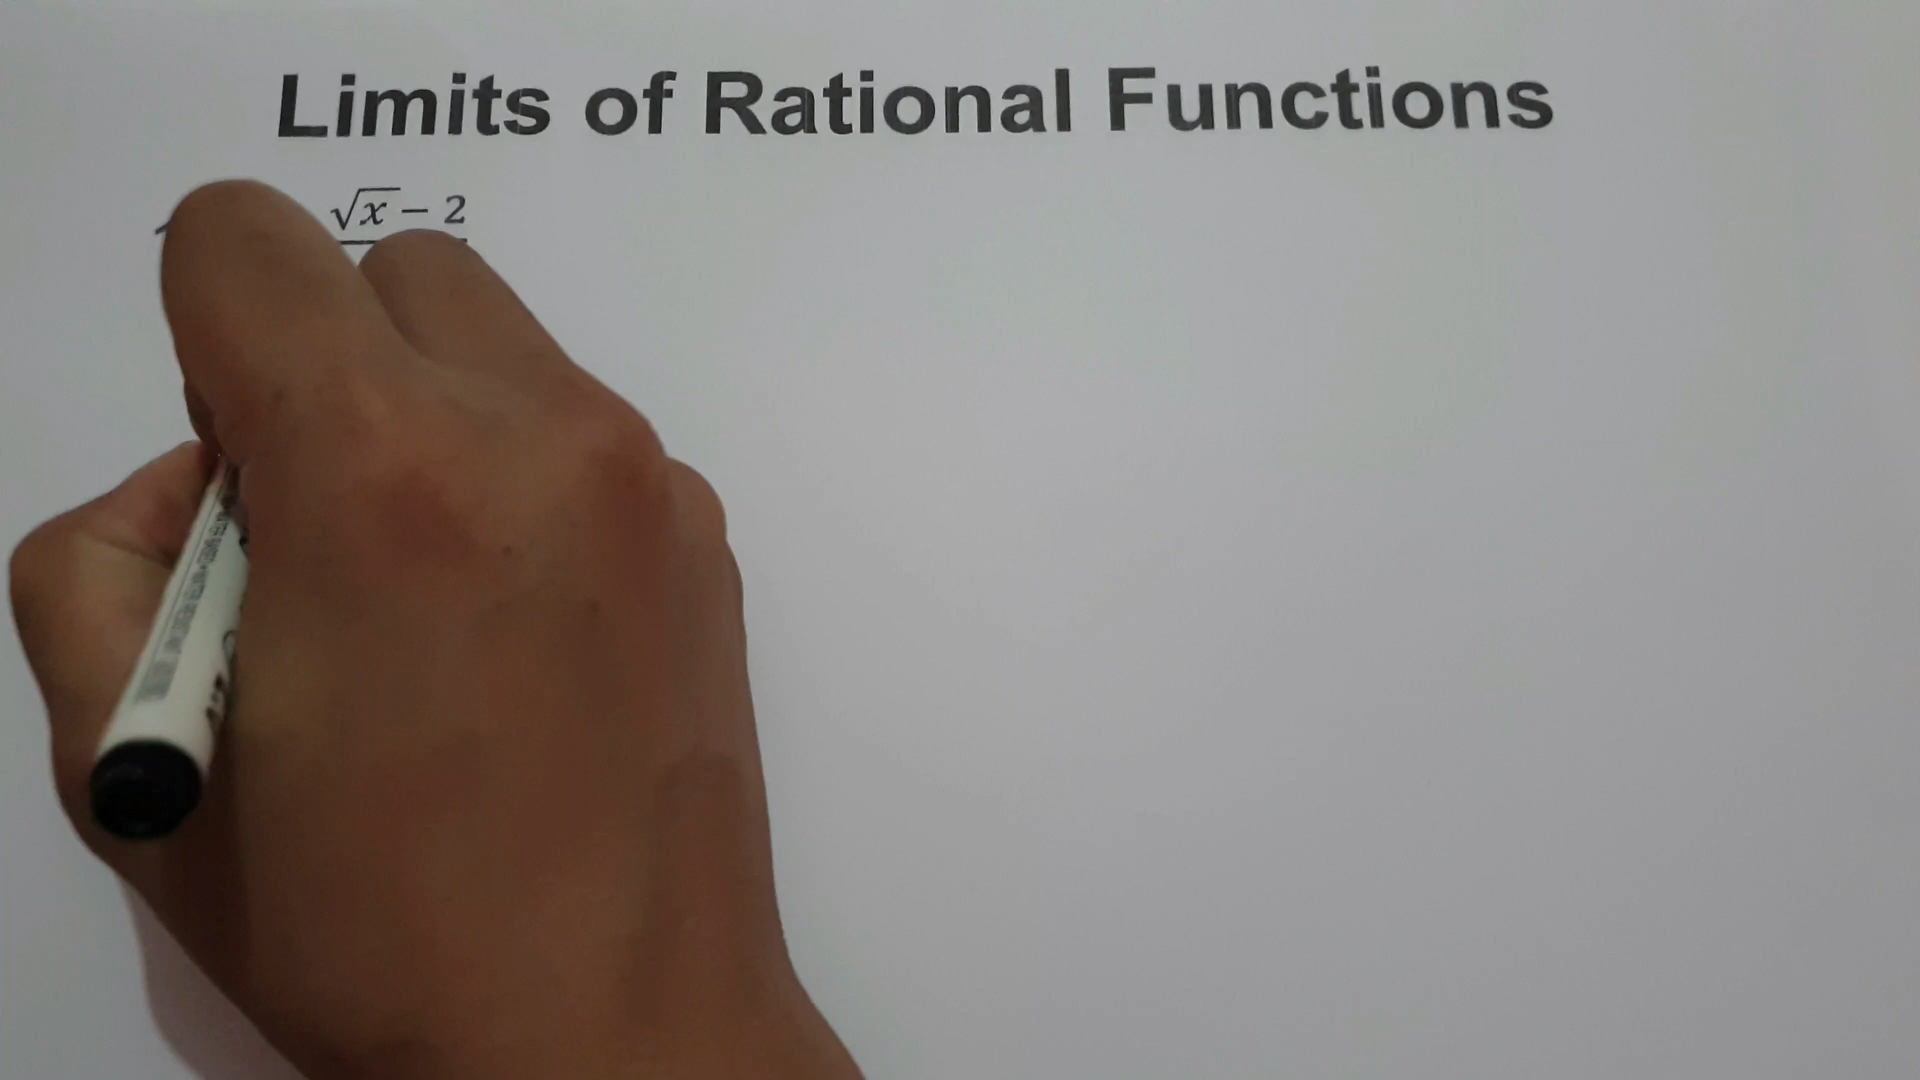 Limits of Rational Functions
√x − 2